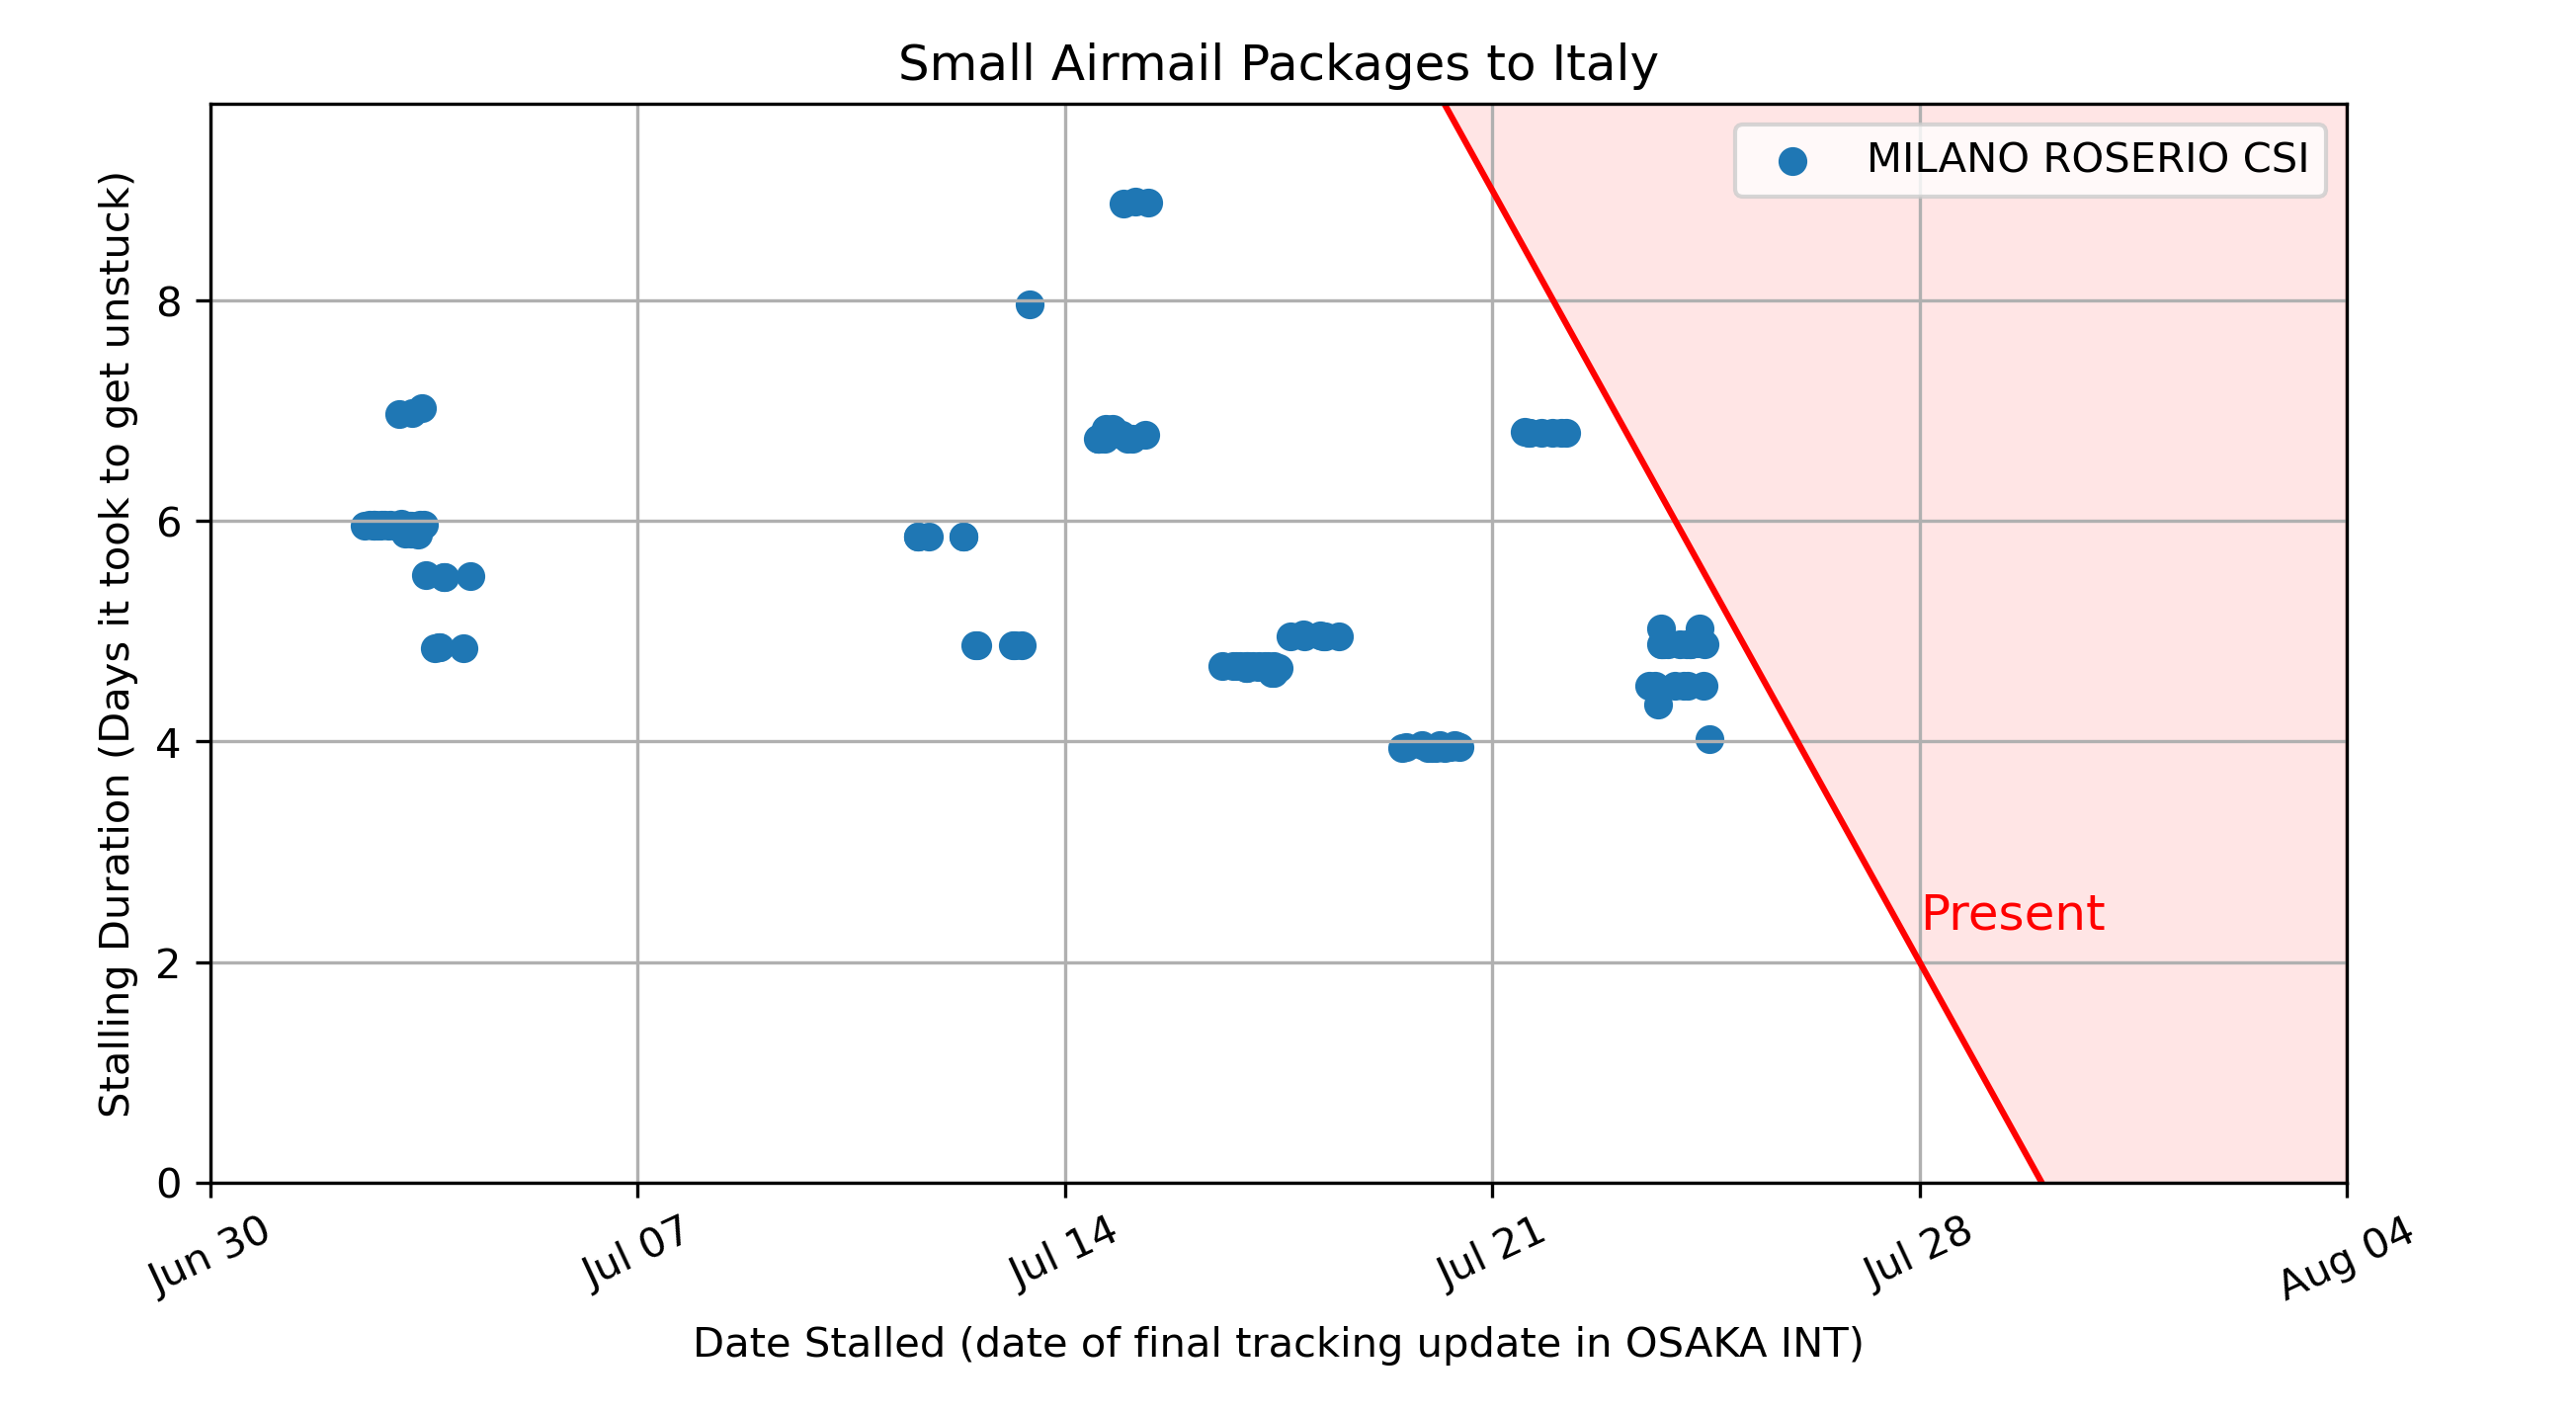 Small Airmail Packages to Italy
MILANO ROSERIO CSI
Stalling Duration (Days it took to get unstuck)
8
6
4
2
0
Present
Jun 30
Jul 07
Jul 14
Jul 21
Jul 28
Aug 04
Date Stalled (date of final tracking update in OSAKA INT)